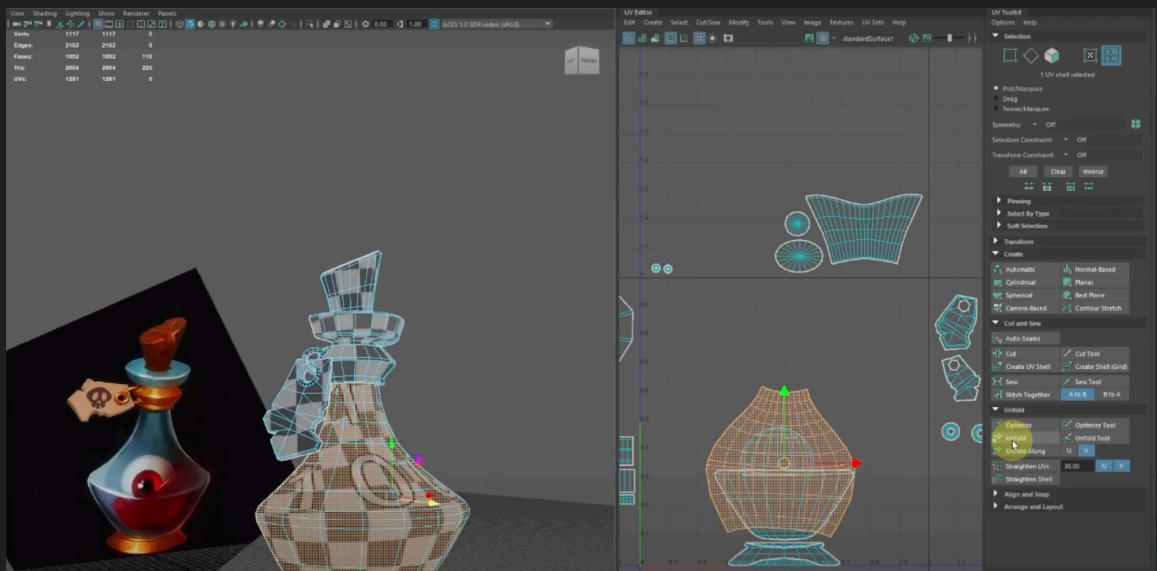 View Shading Lighting Show Renderer Panels
0.00 1.00 ACES 1.0 SDR-video (sRGB)
Verts: 1117 1117 0
Edges: 2162 2162 0
Faces: 1052 1052 110
Tris: 2004 2004 220
UVs: 1281 1281 0
UV Editor
Edit Create Select Cut/Sew Modify Tools View Image Textures UV Sets Help
standardSurface1
UV Toolkit
Options Help
Selection
1 UV shell selected
Pick/Marquee
Drag
Tweak/Marquee
Symmetry: Off
Selection Constraint: Off
Transform Constraint: Off
All Clear Inverse
Pinning
Select By Type
Soft Selection
Transform
Create
Automatic Normal-Based
Cylindrical Planar
Spherical Best Plane
Camera-Based Contour Stretch
Cut and Sew
Auto-Seams
Cut Cut Tool
Create UV Shell Create Shell (Grid)
Sew Sew Tool
Stitch Together A to B B to A
Unfold
Optimize Optimize Tool
Unfold Unfold Tool
Unfold Along U V
Straighten UVs 30.00 U V
Straighten Shell
Align and Snap
Arrange and Layout